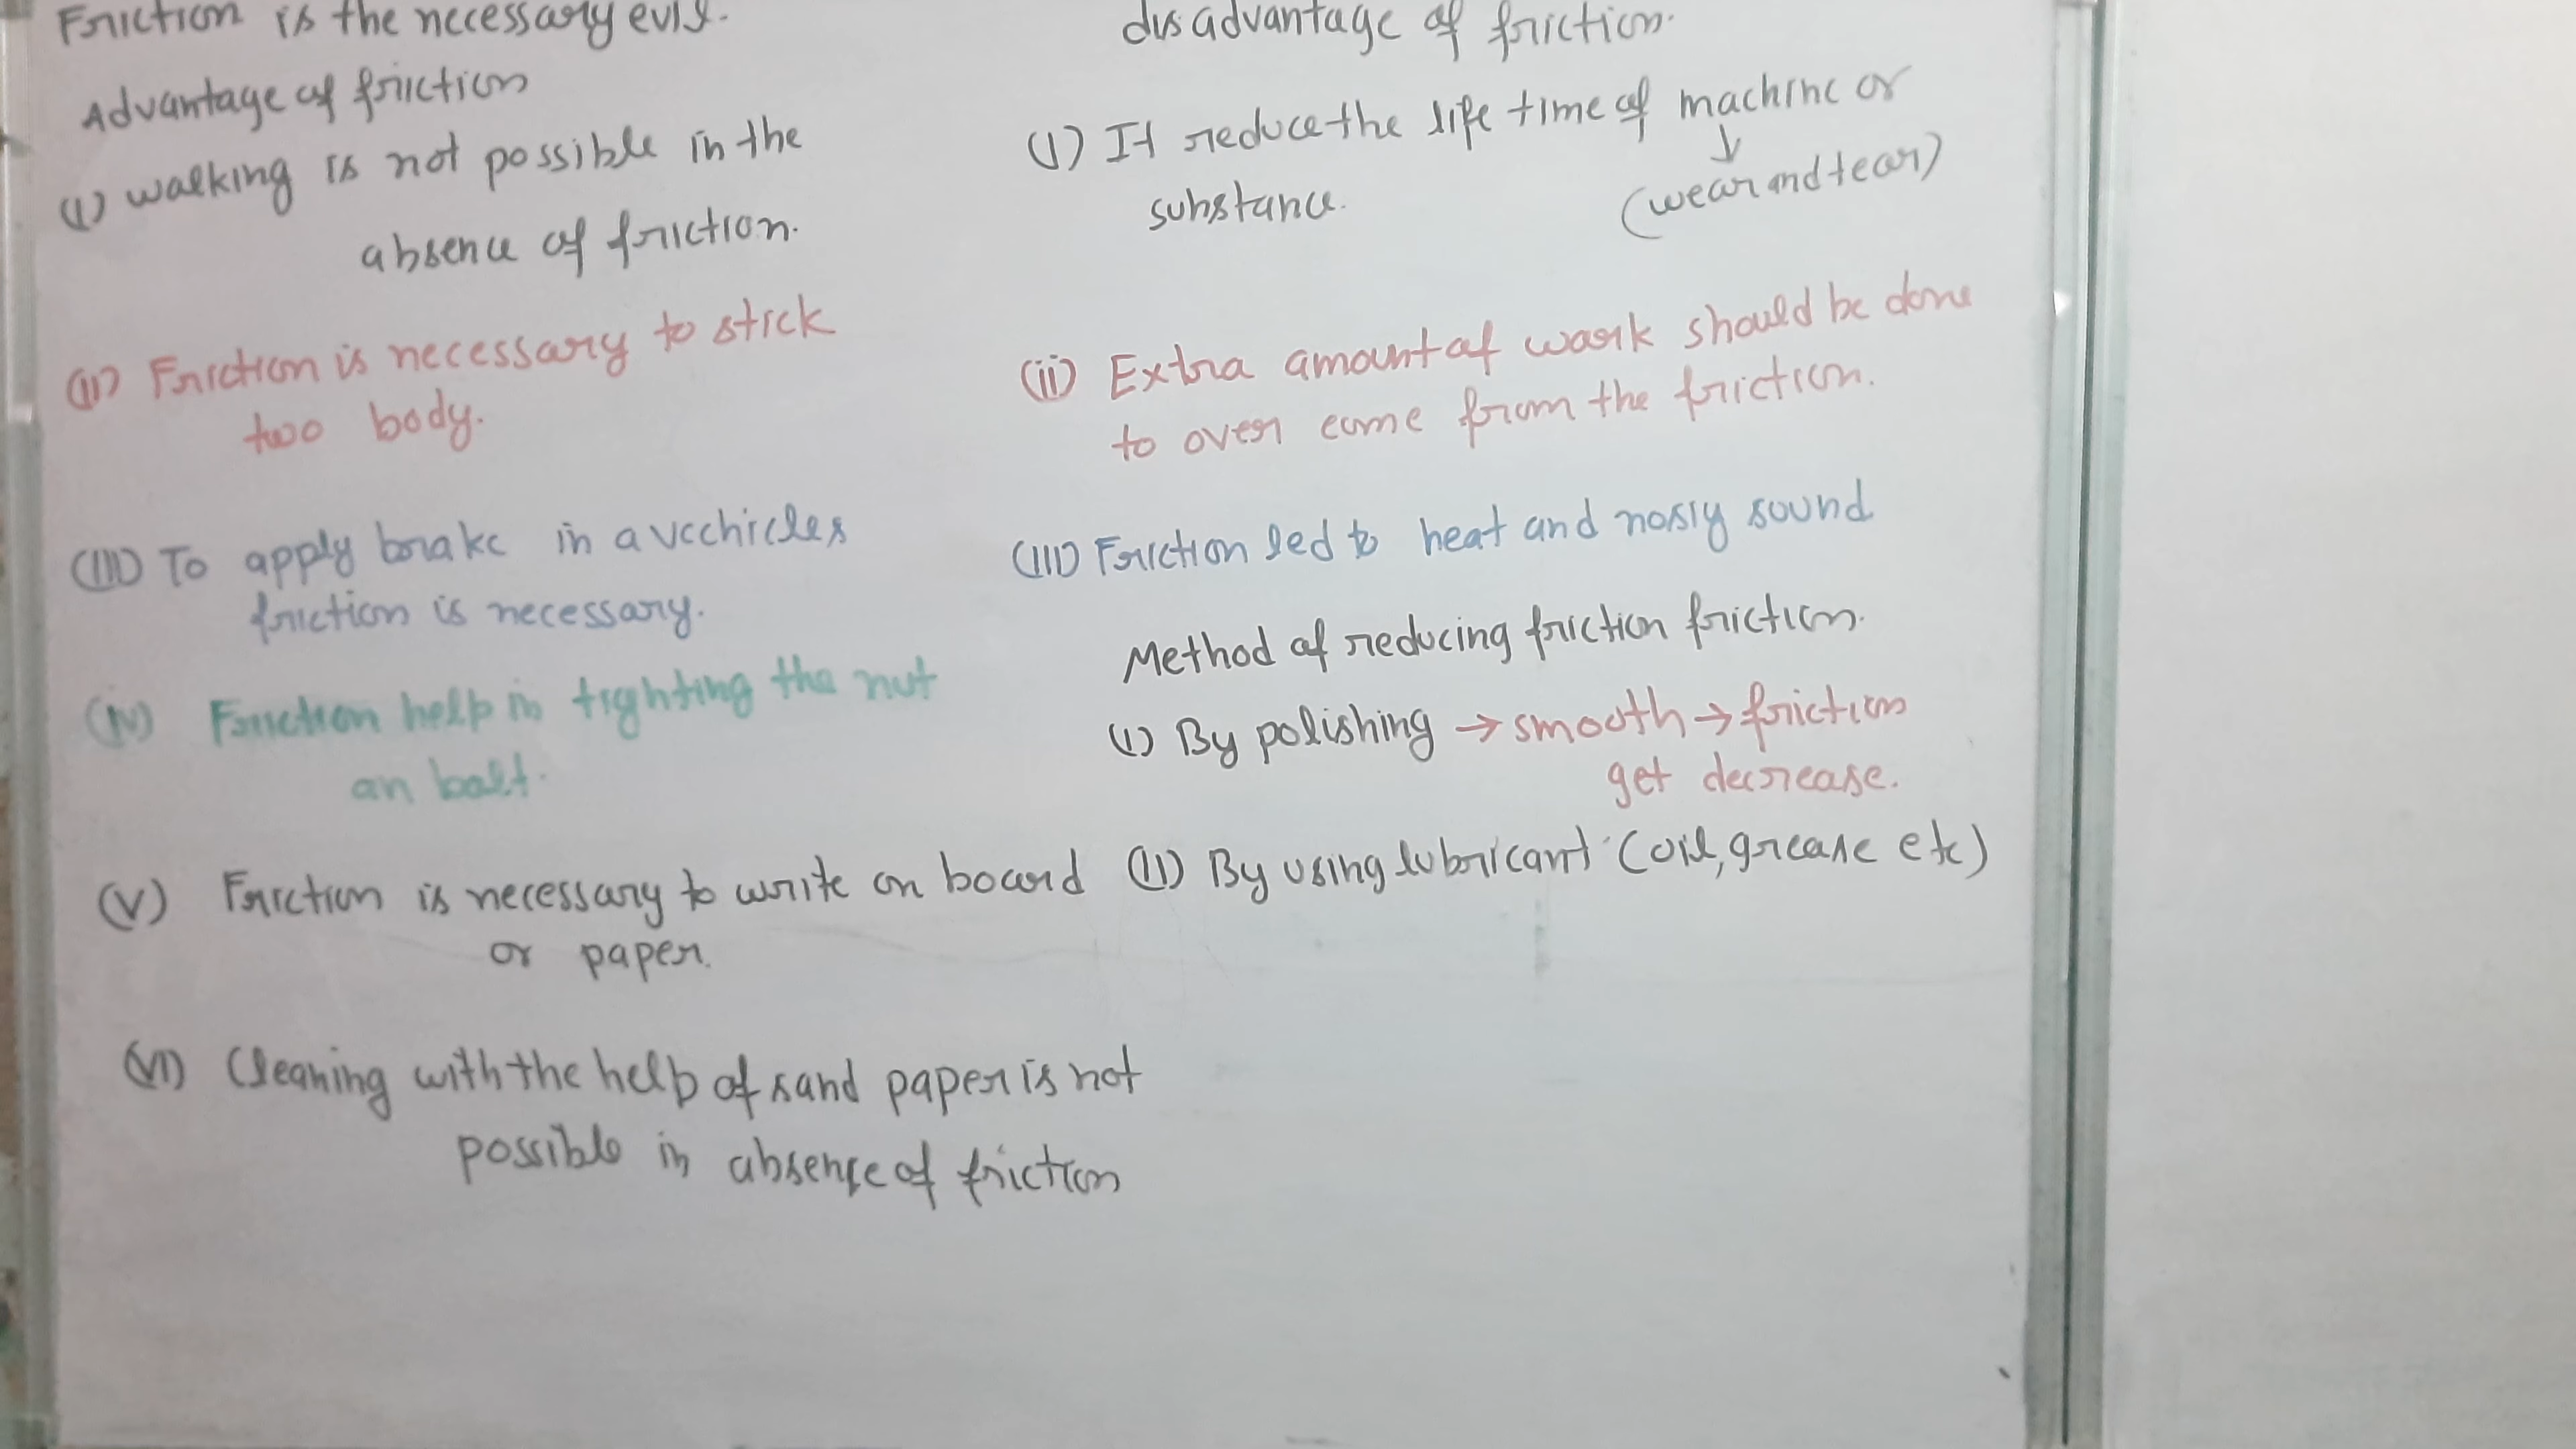 Friction is the necessary evil.
Advantage of friction
(I) walking is not possible in the
absence of friction.
(II) Friction is necessary to stick
two body.
(III) To apply brake in a vechicles
friction is necessary.
(IV) Friction help in tighting the nut
an bolt.
(V) Friction is necessary to write on board
or paper.
(VI) Cleaning with the help of sand paper is not
possible in absence of friction
disadvantage of friction.
(I) It reduce the life time of machine or
↓
substance. (wear and tear)
(ii) Extra amount of work should be done
to over come from the friction.
(III) Friction led to heat and nosiy sound
Method of reducing friction friction.
(I) By polishing → smooth → friction
get decrease.
(II) By using lubricant (oil, grease etc)